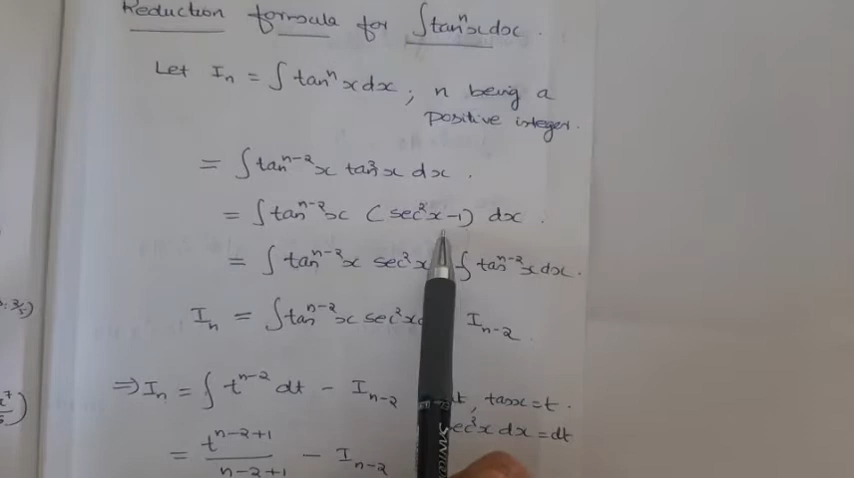 Reduction formula for ∫tanⁿx dx.
Let Iₙ = ∫ tanⁿx dx ; n being a
positive integer.
= ∫ tanⁿ⁻²x tan²x dx .
= ∫ tanⁿ⁻²x (sec²x-1) dx .
= ∫ tanⁿ⁻²x sec²x ∫ tanⁿ⁻²x dx.
Iₙ = ∫tanⁿ⁻²x sec²x Iₙ₋₂
⇒ Iₙ = ∫ tⁿ⁻² dt - Iₙ₋₂ , tanx = t .
sec²x dx = dt
= tⁿ⁻²⁺¹/n-2+1 - Iₙ₋₂